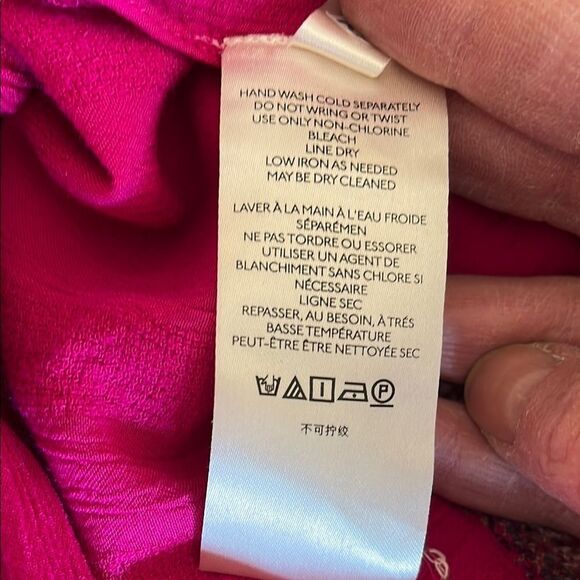 HAND WASH COLD SEPARATELY
DO NOT WRING OR TWIST
USE ONLY NON-CHLORINE
BLEACH
LINE DRY
LOW IRON AS NEEDED
MAY BE DRY CLEANED
LAVER À LA MAIN À L'EAU FROIDE
SÉPARÉMEN
NE PAS TORDRE OU ESSORER
UTILISER UN AGENT DE
BLANCHIMENT SANS CHLORE SI
NÉCESSAIRE
LIGNE SEC
REPASSER, AU BESOIN, À TRÉS
BASSE TEMPÉRATURE
PEUT-ÊTRE ÊTRE NETTOYÉE SEC
P
不可拧绞